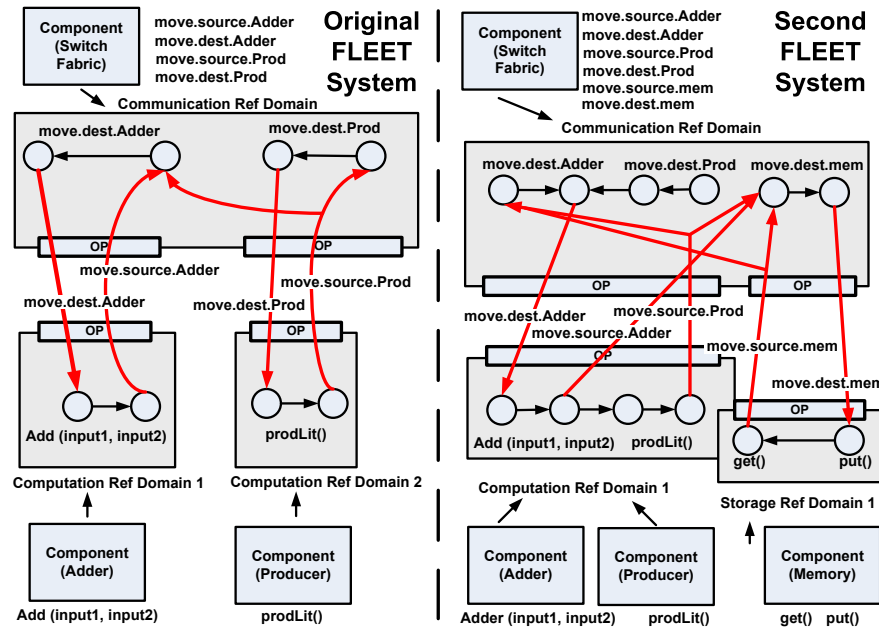 Component
(Switch
Fabric)
move.source.Adder
move.dest.Adder
move.source.Prod
move.dest.Prod
Original
FLEET
System
Communication Ref Domain
move.dest.Adder
move.dest.Prod
OP
OP
move.source.Adder
move.source.Prod
move.dest.Adder
move.dest.Prod
OP
OP
Add (input1, input2)
prodLit()
Computation Ref Domain 1
Computation Ref Domain 2
Component
(Adder)
Component
(Producer)
Add (input1, input2)
prodLit()
Component
(Switch
Fabric)
move.source.Adder
move.dest.Adder
move.source.Prod
move.dest.Prod
move.source.mem
move.dest.mem
Second
FLEET
System
Communication Ref Domain
move.dest.Adder
move.dest.Prod
move.dest.mem
OP
OP
move.dest.Adder
move.source.Prod
move.source.Adder
move.source.mem
OP
move.dest.mem
OP
Add (input1, input2)
prodLit()
get()
put()
Computation Ref Domain 1
Storage Ref Domain 1
Component
(Adder)
Component
(Producer)
Component
(Memory)
Adder (input1, input2)
prodLit()
get()
put()